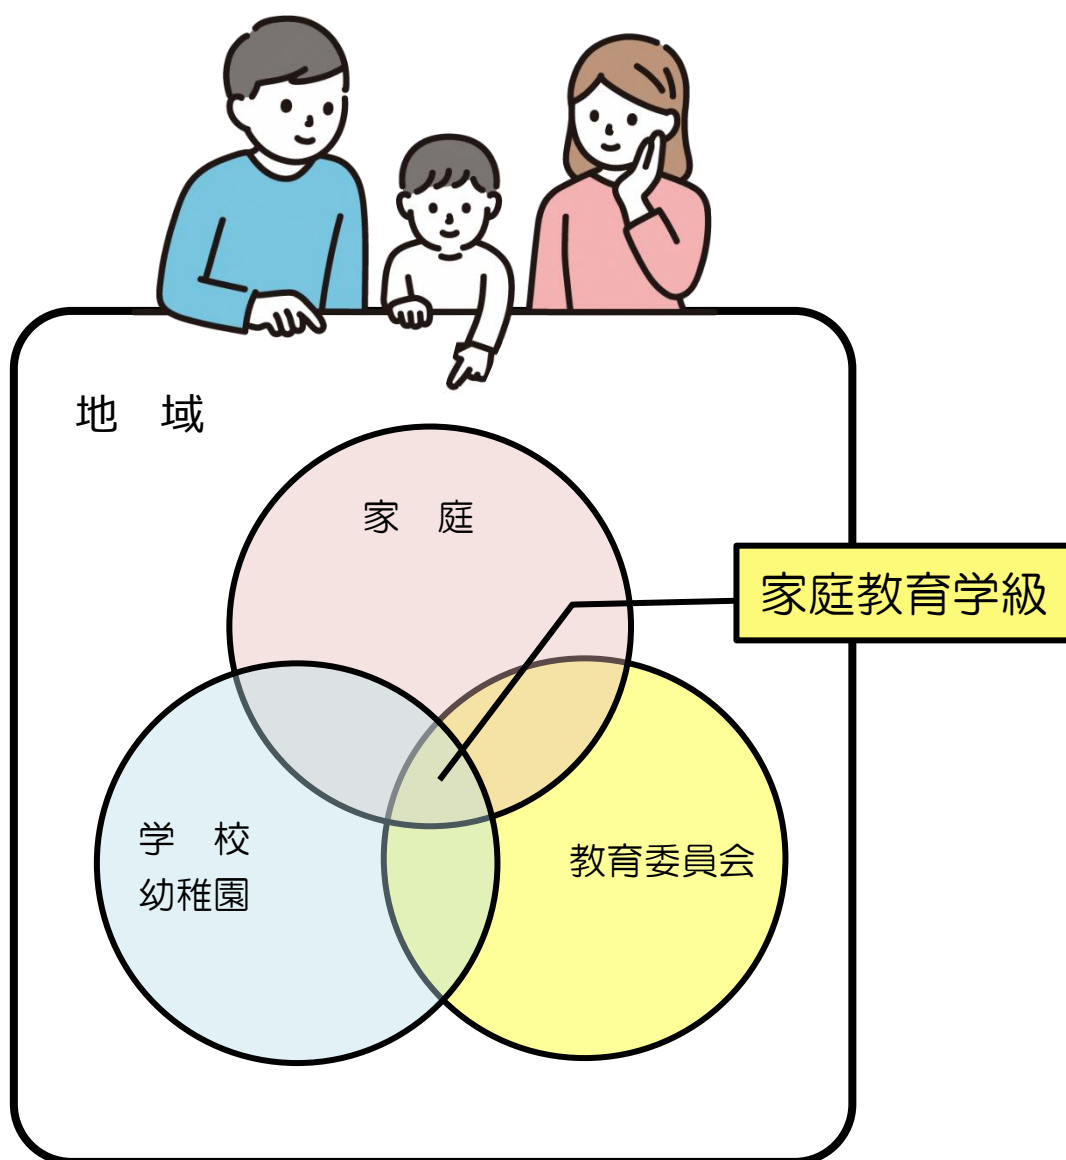 地　域
家　庭
家庭教育学級
学　校
幼稚園
教育委員会